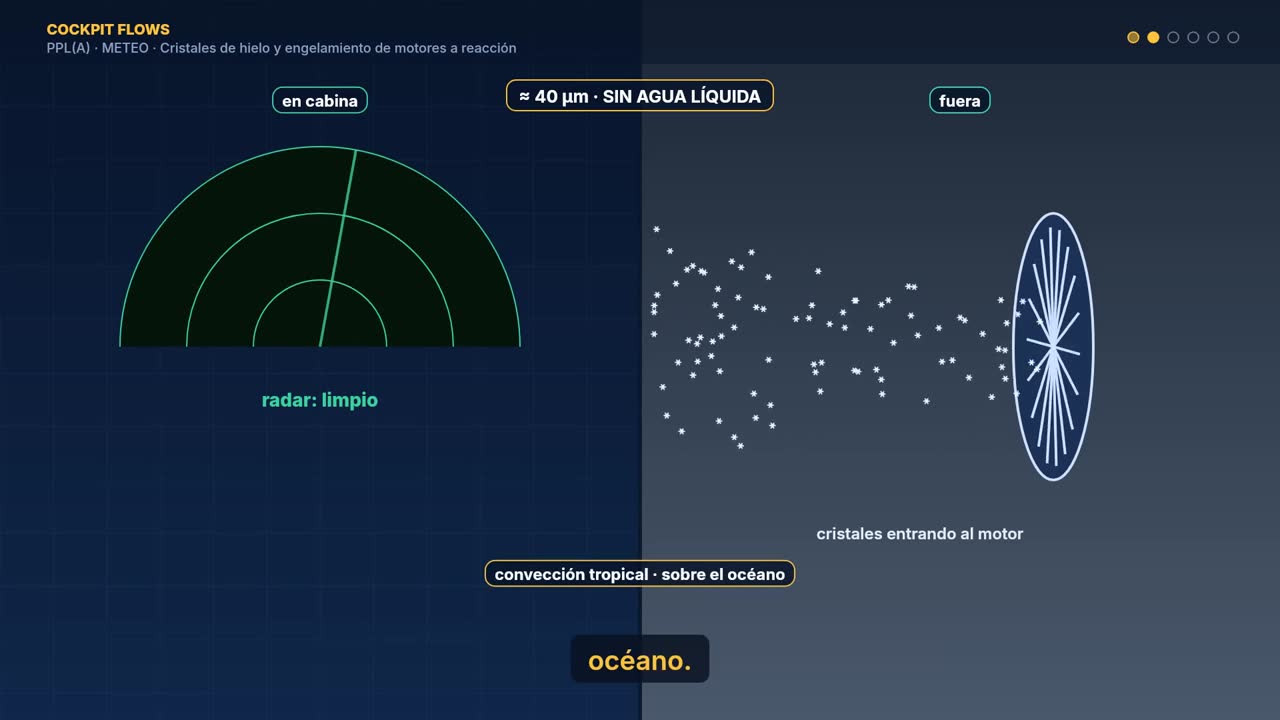 COCKPIT FLOWS
PPL(A) · METEO · Cristales de hielo y engelamiento de motores a reacción
en cabina
≈ 40 µm · SIN AGUA LÍQUIDA
fuera
radar: limpio
cristales entrando al motor
convección tropical · sobre el océano
océano.